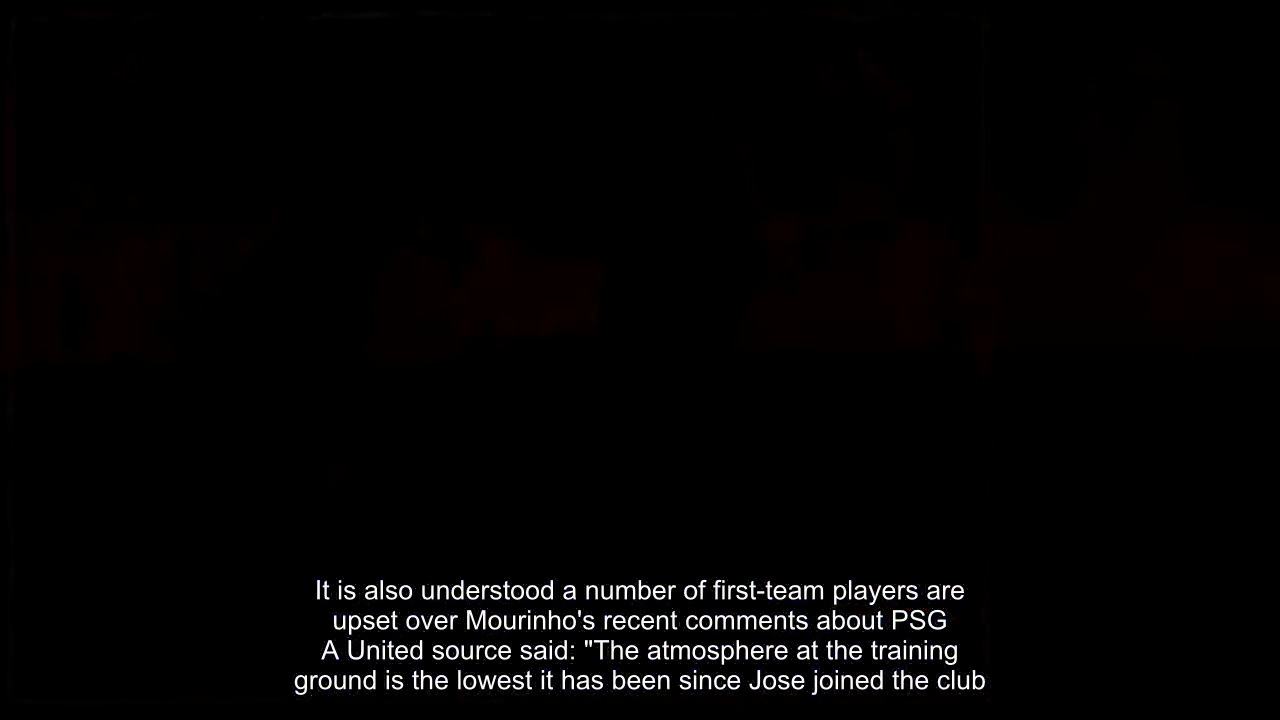 It is also understood a number of first-team players are
upset over Mourinho's recent comments about PSG
A United source said: "The atmosphere at the training
ground is the lowest it has been since Jose joined the club